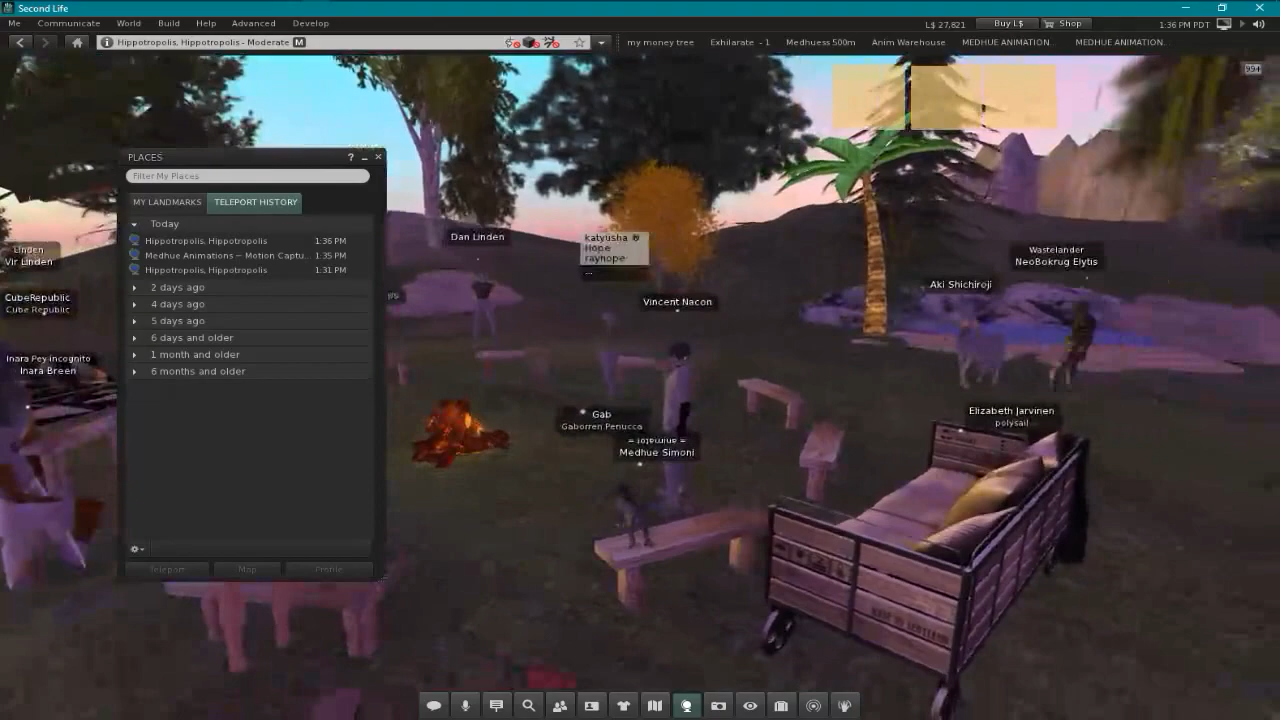 Second Life
Me Communicate World Build Help Advanced Develop
L$ 27,821 Buy L$ Shop 1:36 PM PDT
Hippotropolis, Hippotropolis - Moderate M
my money tree Exhilarate - 1 Medhuess 500m Anim Warehouse MEDHUE ANIMATION.. MEDHUE ANIMATION..
994
PLACES
?
Filter My Places
MY LANDMARKS TELEPORT HISTORY
Today
Hippotropolis, Hippotropolis 1:36 PM
Medhue Animations ~ Motion Captu... 1:35 PM
Hippotropolis, Hippotropolis 1:31 PM
2 days ago
4 days ago
5 days ago
6 days and older
1 month and older
6 months and older
Teleport Map Profile
Linden
Vir Linden
CubeRepublic
Cube Republic
Inara Pey-incognito
Inara Breen
Dan Linden
katyusha
Hope
rayhope
...
Vincent Nacon
Wastelander
NeoBokrug Elytis
Aki Shichiroji
Gab
Gaborren Penucca
Medhue Simoni
Elizabeth Jarvinen
polysail